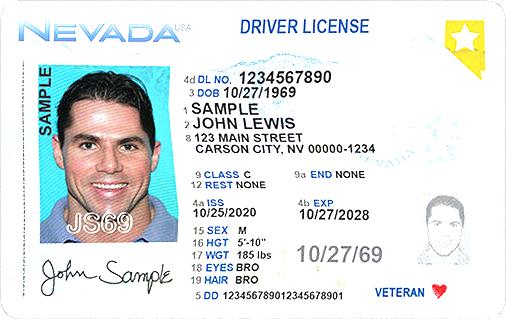 NEVADA USA
DRIVER LICENSE
SAMPLE
4d DL NO. 1234567890
3 DOB 10/27/1969
1 SAMPLE
2 JOHN LEWIS
8 123 MAIN STREET
CARSON CITY, NV 00000-1234
9 CLASS C 9a END NONE
12 REST NONE
4a ISS 4b EXP
10/25/2020 10/27/2028
15 SEX M
16 HGT 5'-10"
17 WGT 185 lbs
18 EYES BRO
19 HAIR BRO
5 DD 12345678901234578901
10/27/69
JS69
John Sample
VETERAN